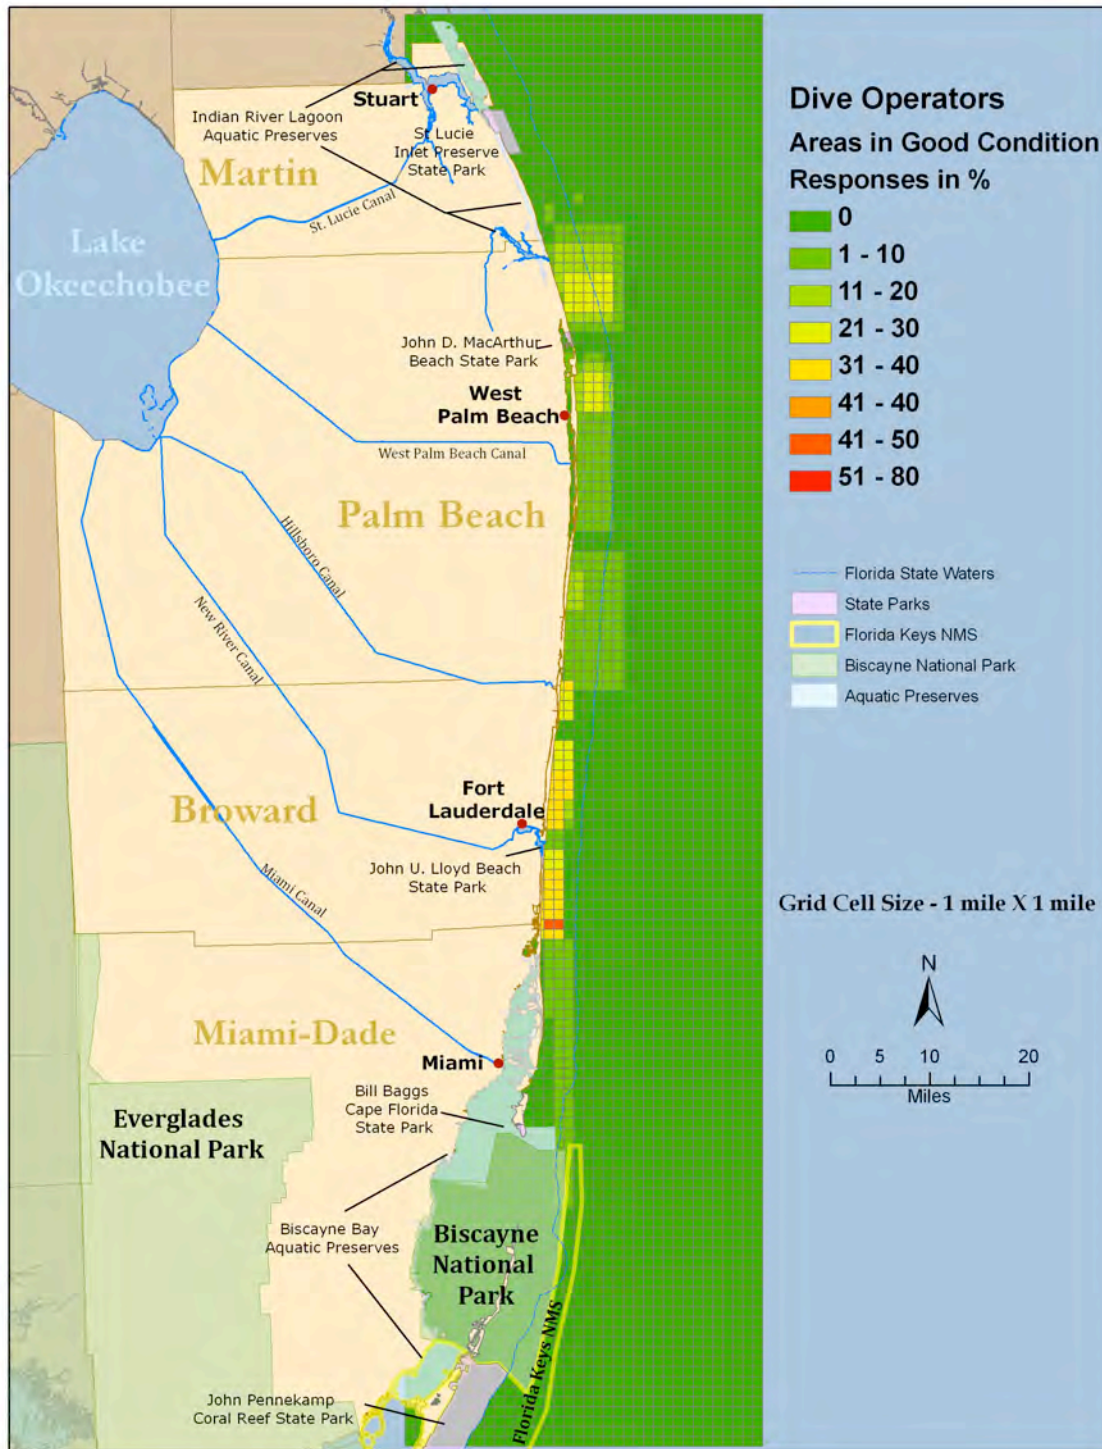 Dive Operators
Areas in Good Condition
Responses in %
0
1 - 10
11 - 20
21 - 30
31 - 40
41 - 40
41 - 50
51 - 80
Florida State Waters
State Parks
Florida Keys NMS
Biscayne National Park
Aquatic Preserves
Grid Cell Size - 1 mile X 1 mile
N
0 5 10 20
Miles
Stuart
Indian River Lagoon
Aquatic Preserves
St Lucie
Inlet Preserve
State Park
Martin
St. Lucie Canal
Lake
Okeechobee
John D. MacArthur
Beach State Park
West
Palm Beach
West Palm Beach Canal
Palm Beach
Hillsboro Canal
New River Canal
Fort
Lauderdale
Broward
John U. Lloyd Beach
State Park
Miami Canal
Miami-Dade
Miami
Bill Baggs
Cape Florida
State Park
Everglades
National Park
Biscayne Bay
Aquatic Preserves
Biscayne
National
Park
Florida Keys NMS
John Pennekamp
Coral Reef State Park